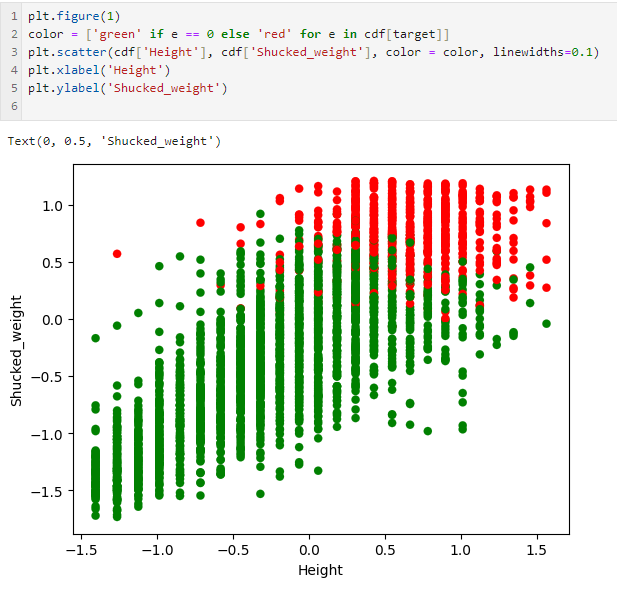 1 plt.figure(1)
2 color = ['green' if e == 0 else 'red' for e in cdf[target]]
3 plt.scatter(cdf['Height'], cdf['Shucked_weight'], color = color, linewidths=0.1)
4 plt.xlabel('Height')
5 plt.ylabel('Shucked_weight')
6
Text(0, 0.5, 'Shucked_weight')
1.0
0.5
0.0
−0.5
−1.0
−1.5
Shucked_weight
−1.5 −1.0 −0.5 0.0 0.5 1.0 1.5
Height